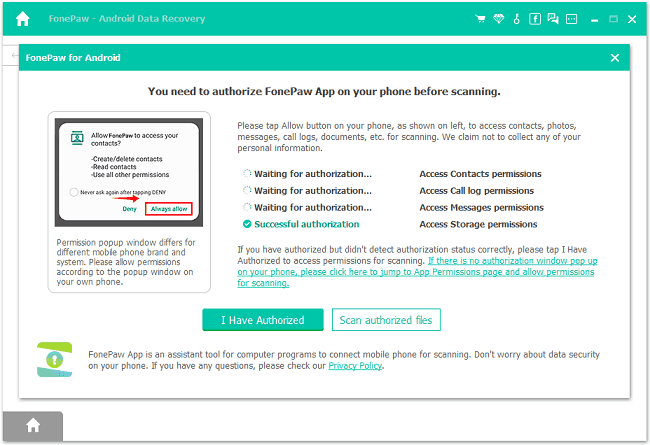 FonePaw - Android Data Recovery
FonePaw for Android
You need to authorize FonePaw App on your phone before scanning.
Allow FonePaw to access your
contacts?
-Create/delete contacts
-Read contacts
-Use all other permissions
Never ask again after tapping DENY
Deny
Always allow
Permission popup window differs for
different mobile phone brand and
system. Please allow permissions
according to the popup window on
your own phone.
Please tap Allow button on your phone, as shown on left, to access contacts, photos,
messages, call logs, documents, etc. for scanning. We claim not to collect any of your
personal information.
Waiting for authorization... Access Contacts permissions
Waiting for authorization... Access Call log permissions
Waiting for authorization... Access Messages permissions
Successful authorization Access Storage permissions
If you have authorized but didn't detect authorization status correctly, please tap I Have
Authorized to access permissions for scanning. If there is no authorization window pop up
on your phone, please click here to jump to App Permissions page and allow permissions
for scanning.
I Have Authorized
Scan authorized files
FonePaw App is an assistant tool for computer programs to connect mobile phone for scanning. Don't worry about data security
on your phone. If you have any questions, please check our Privacy Policy.